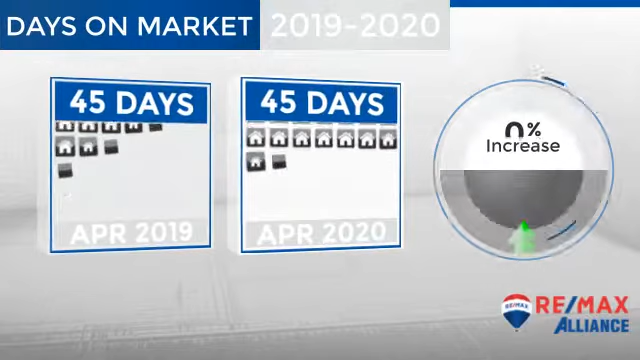 DAYS ON MARKET 2019-2020
45 DAYS
APR 2019
45 DAYS
APR 2020
0%
Increase
RE/MAX
RE/MAX
ALLIANCE